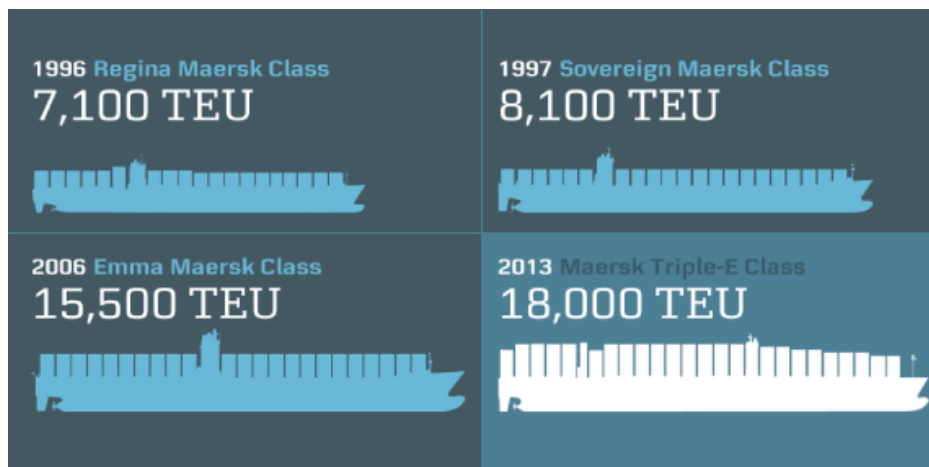 1996 Regina Maersk Class
7,100 TEU
1997 Sovereign Maersk Class
8,100 TEU
2006 Emma Maersk Class
15,500 TEU
2013 Maersk Triple-E Class
18,000 TEU